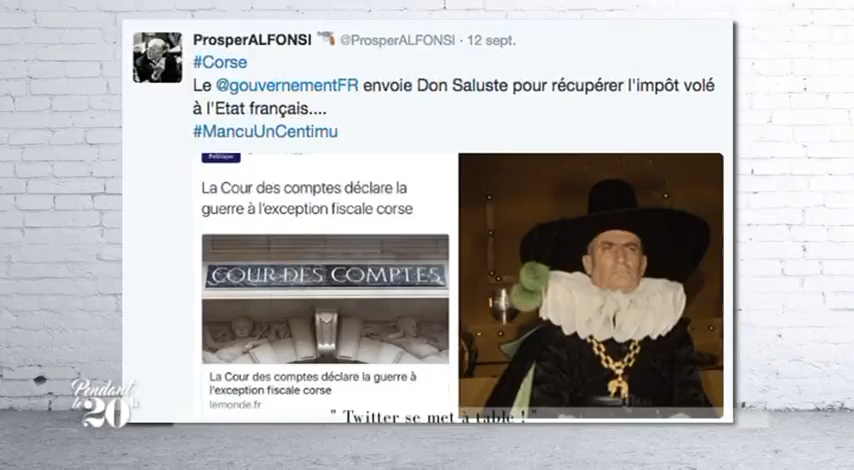 ProsperALFONSI @ProsperALFONSI · 12 sept.
#Corse
Le @gouvernementFR envoie Don Saluste pour récupérer l'impôt volé
à l'Etat français....
#MancuUnCentimu
Politique
La Cour des comptes déclare la
guerre à l'exception fiscale corse
COUR DES COMPTES
La Cour des comptes déclare la guerre à
l'exception fiscale corse
lemonde.fr
Pendant
le 20h
" Twitter se met à table ! "